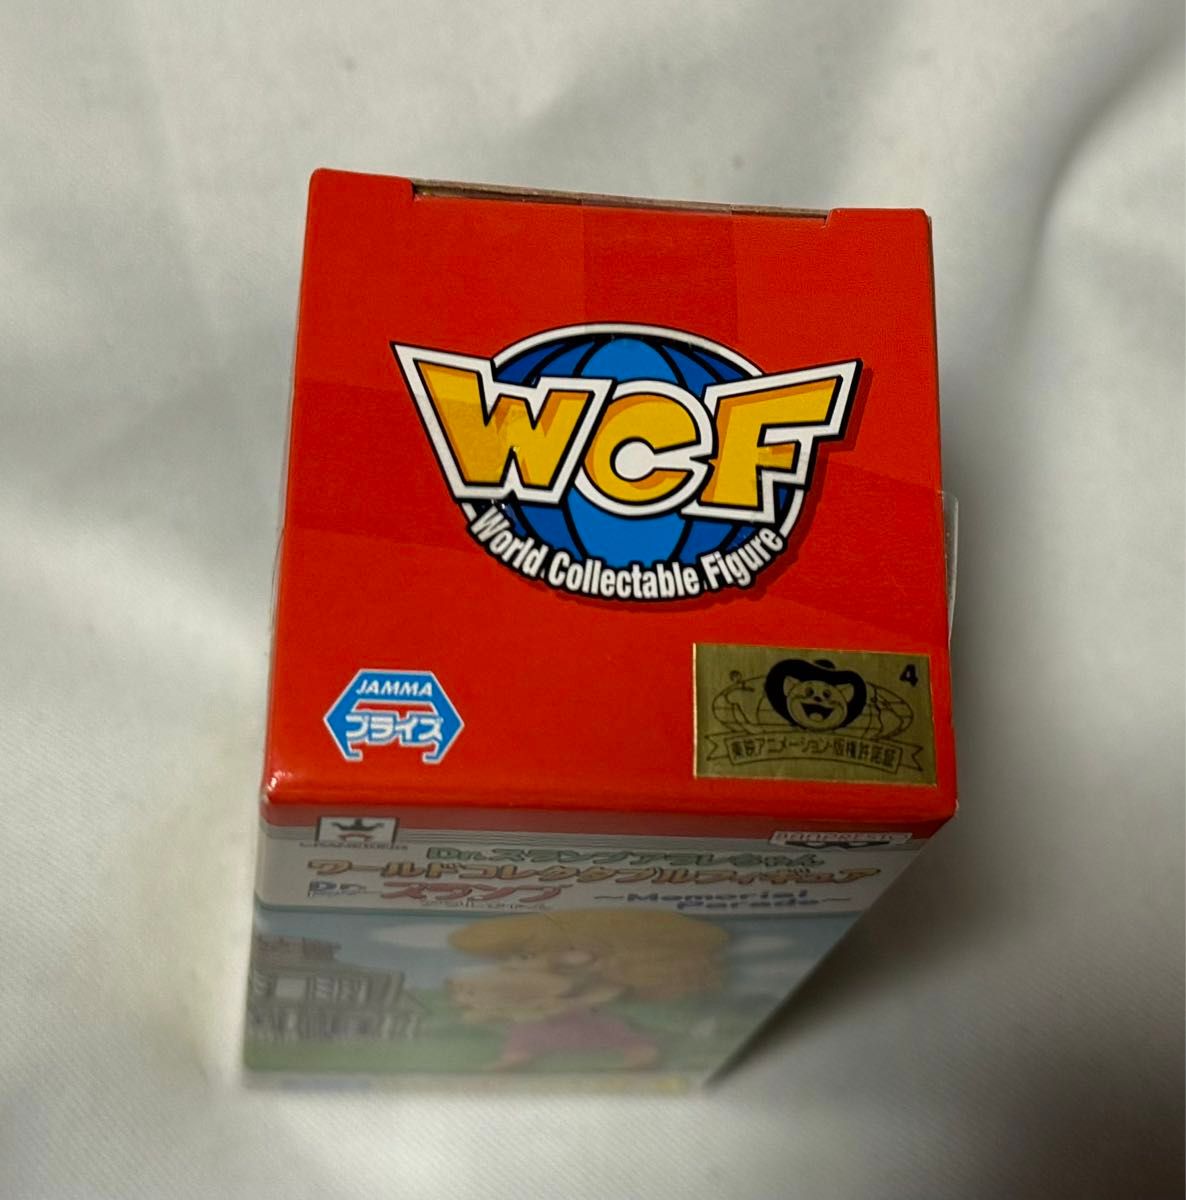 WCF
World Collectable Figure
JAMMA
プライズ
4
東映アニメーション・版権許諾証
BANPRESTO
Dr.スランプアラレちゃん
ワールドコレクタブルフィギュア
Dr.スランプ
～Memorial
Parade～